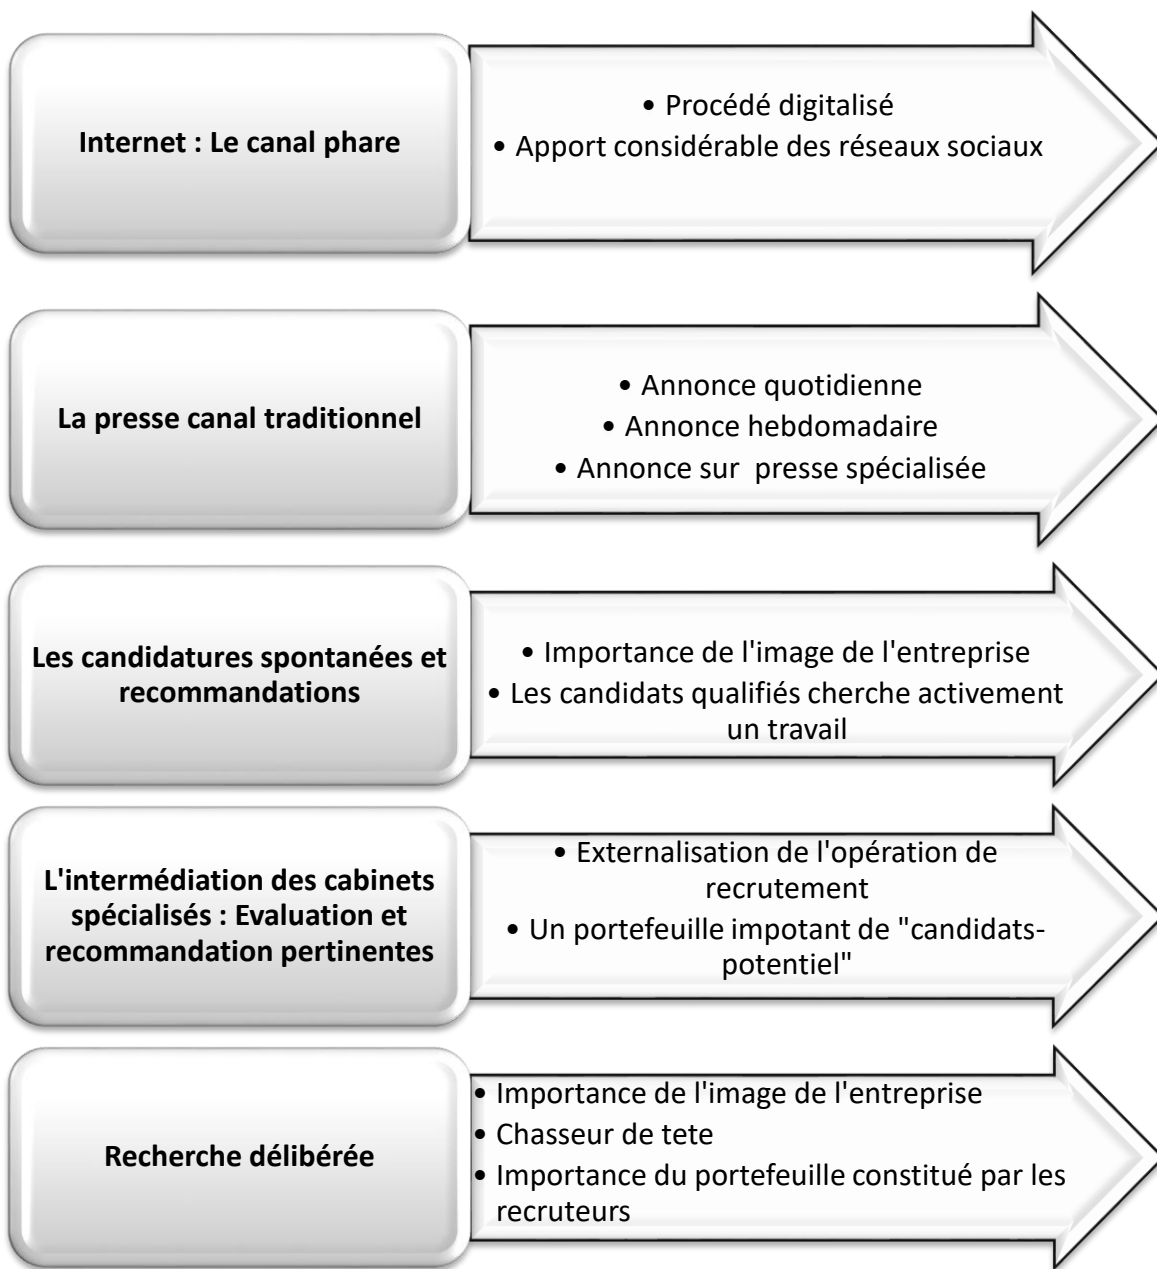 Internet : Le canal phare
• Procédé digitalisé
• Apport considérable des réseaux sociaux
La presse canal traditionnel
• Annonce quotidienne
• Annonce hebdomadaire
• Annonce sur  presse spécialisée
Les candidatures spontanées et
recommandations
• Importance de l'image de l'entreprise
• Les candidats qualifiés cherche activement
un travail
L'intermédiation des cabinets
spécialisés : Evaluation et
recommandation pertinentes
• Externalisation de l'opération de
recrutement
• Un portefeuille impotant de "candidats-
potentiel"
Recherche délibérée
• Importance de l'image de l'entreprise
• Chasseur de tete
• Importance du portefeuille constitué par les
recruteurs